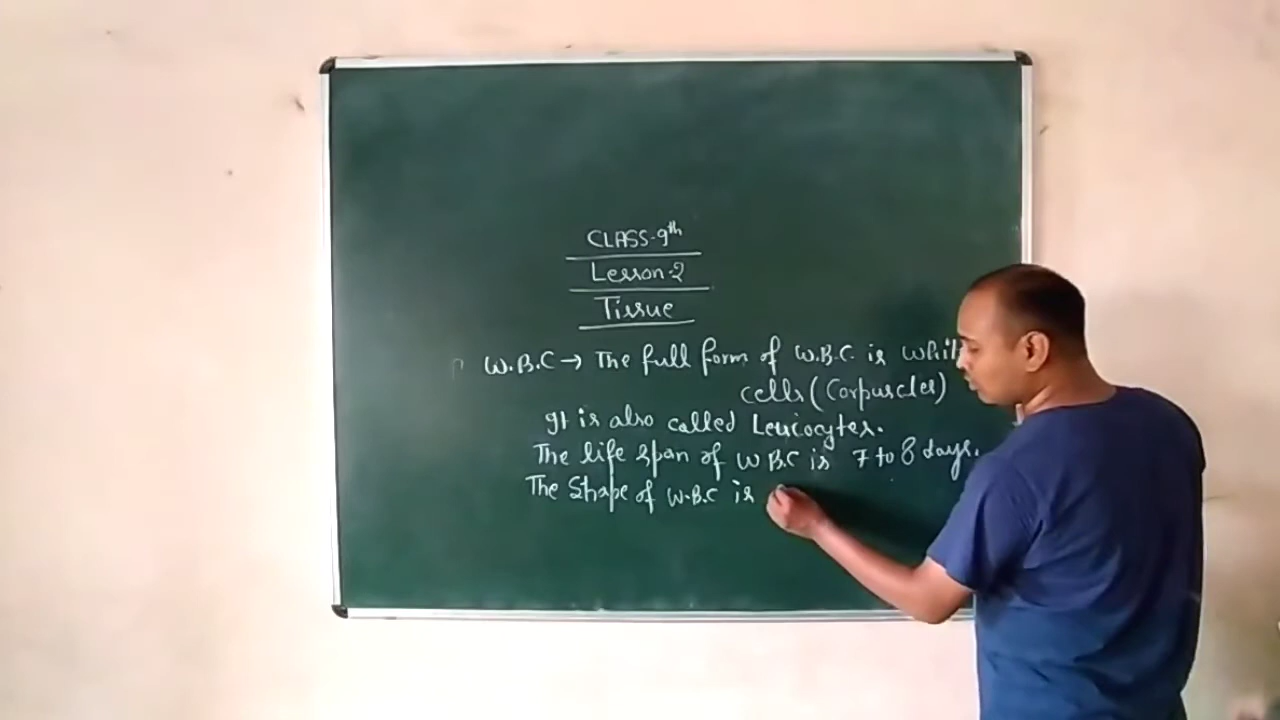 CLASS-9th
Lesson-2
Tissue
W.B.C → The full form of W.B.C. is
cells (Corpuscles)
It is also called Leucocytes.
The life span of W B.C is 7 to 8 days.
The Shape of W.B.C is